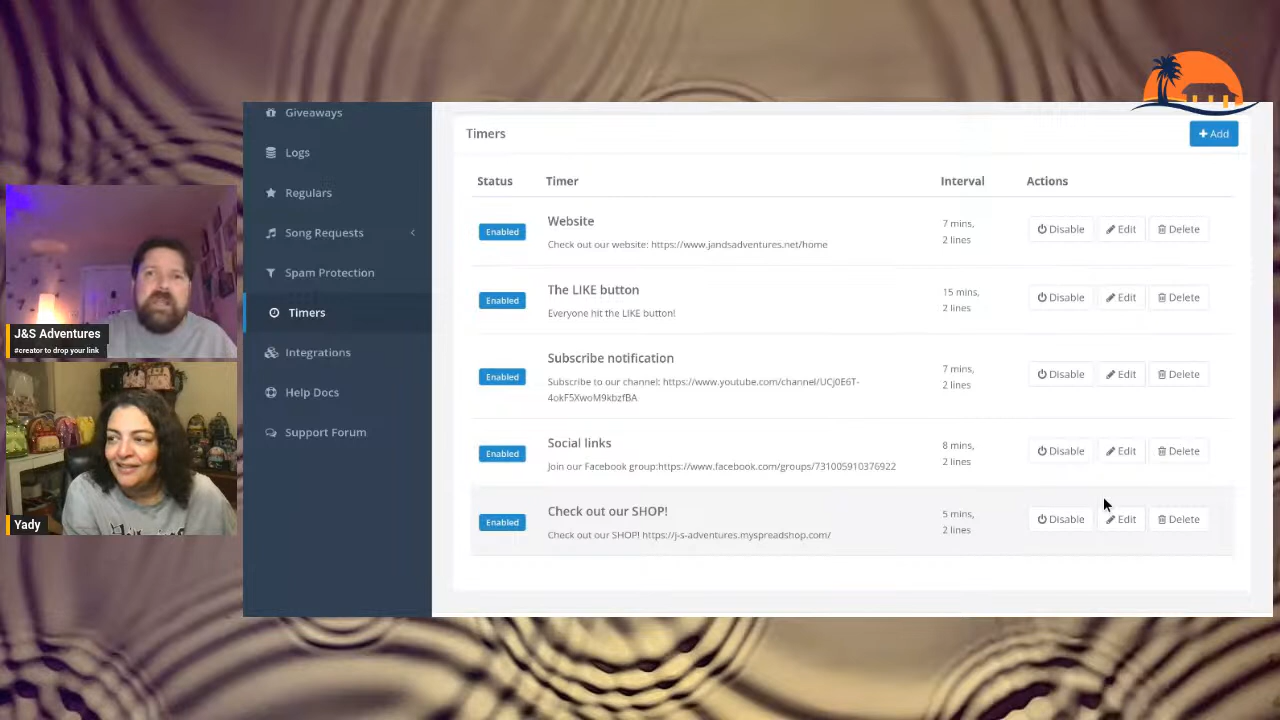 Giveaways
Logs
Regulars
Song Requests
Spam Protection
Timers
Integrations
Help Docs
Support Forum
Timers
Add
Status Timer Interval Actions
Enabled
Website
Check out our website: https://www.jandsadventures.net/home
7 mins,
2 lines
Disable Edit Delete
Enabled
The LIKE button
Everyone hit the LIKE button!
15 mins,
2 lines
Disable Edit Delete
Enabled
Subscribe notification
Subscribe to our channel: https://www.youtube.com/channel/UCj0E6T-
4okF5XwoM9kbzfBA
7 mins,
2 lines
Disable Edit Delete
Enabled
Social links
Join our Facebook group:https://www.facebook.com/groups/731005910376922
8 mins,
2 lines
Disable Edit Delete
Enabled
Check out our SHOP!
Check out our SHOP! https://j-s-adventures.myspreadshop.com/
5 mins,
2 lines
Disable Edit Delete
J&S Adventures
#creator to drop your link
Yady